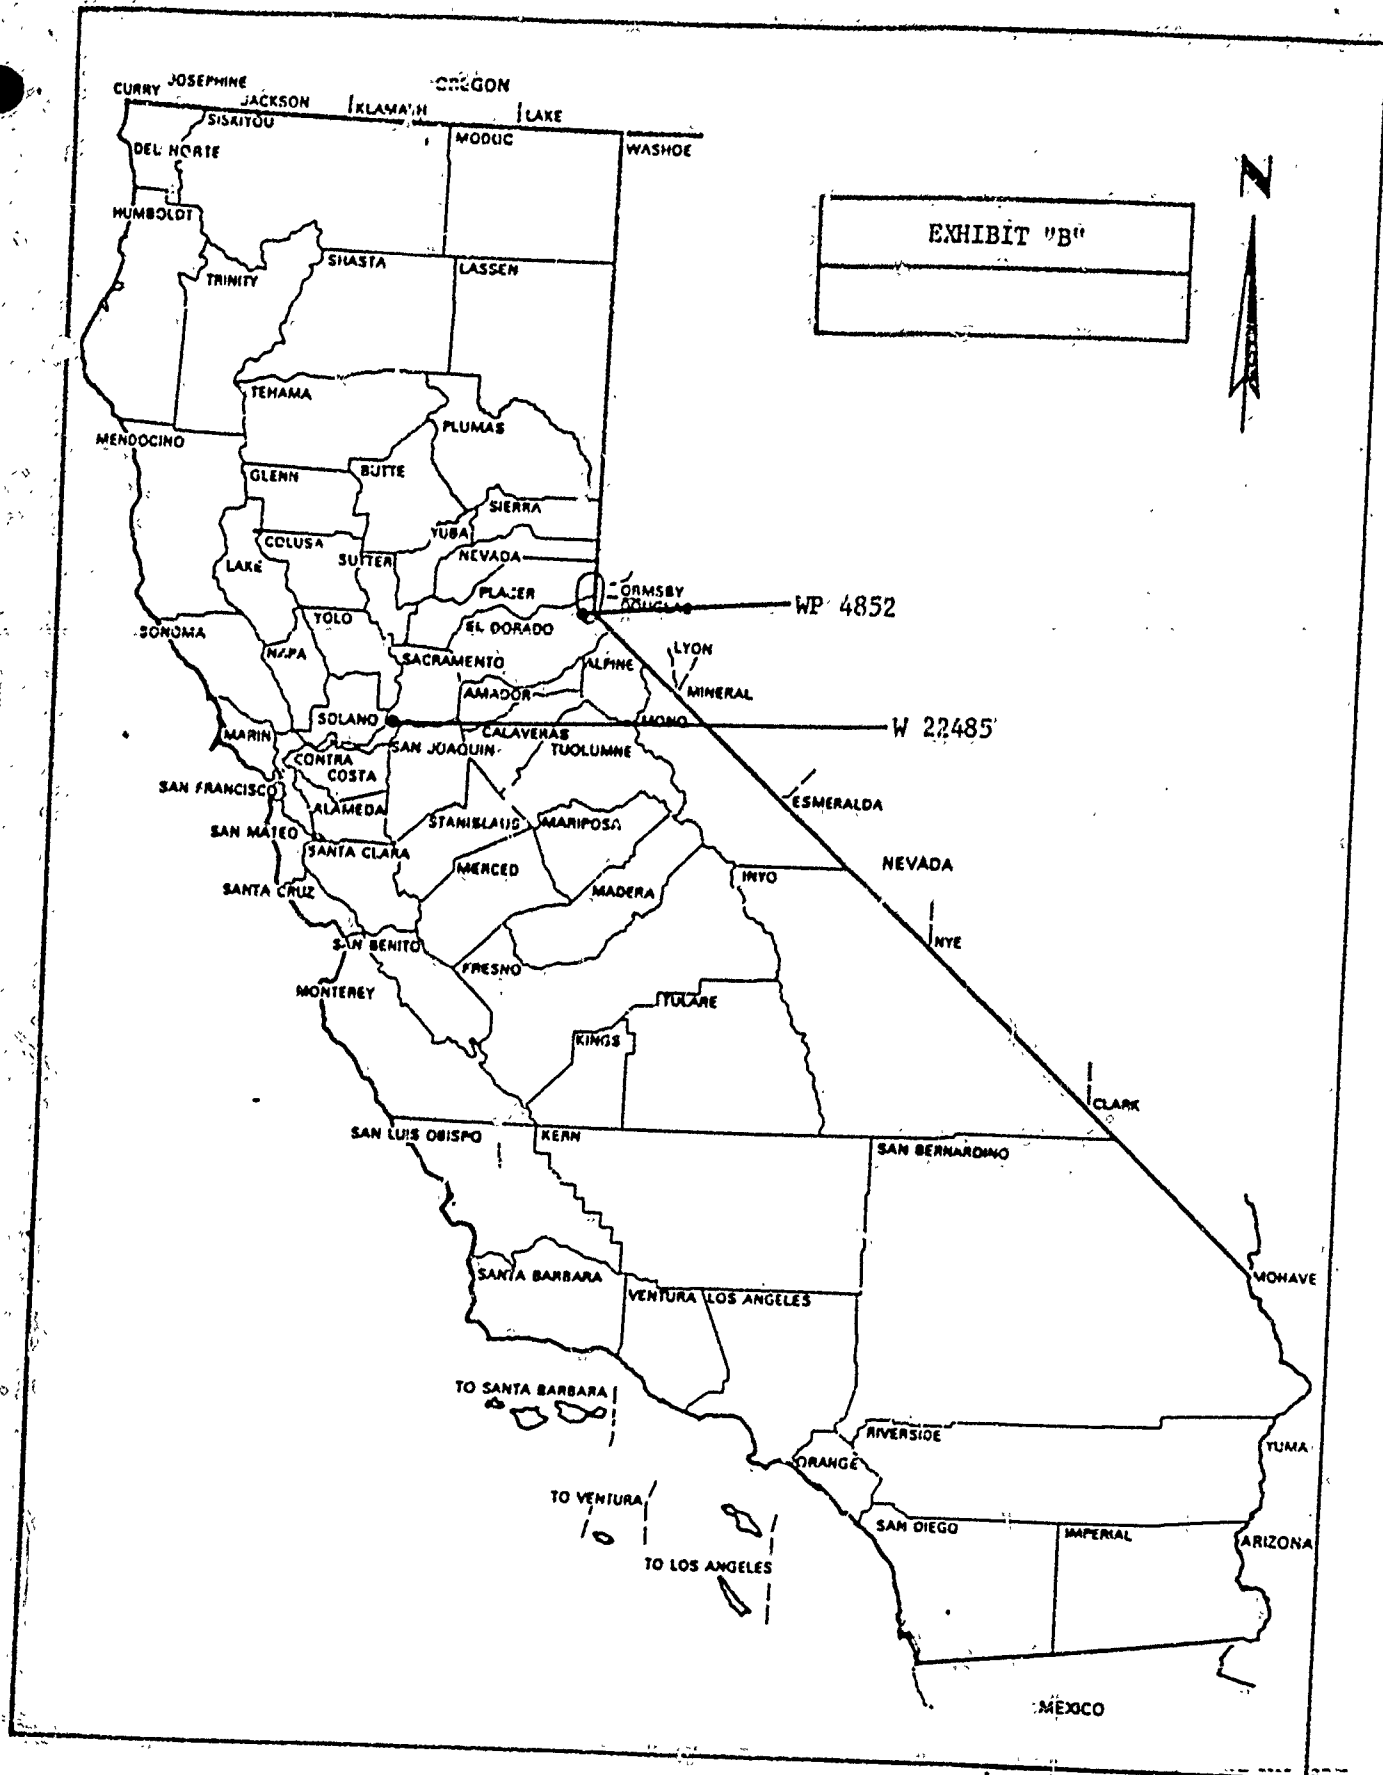 OREGON
JOSEPHINE
CURRY
JACKSON
KLAMATH
LAKE
SISKIYOU
MODOC
WASHOE
DEL NORTE
N
HUMBOLDT
EXHIBIT "B"
SHASTA
LASSEN
TRINITY
TEHAMA
PLUMAS
MENDOCINO
GLENN
BUTTE
SIERRA
YUBA
COLUSA
SUTTER
NEVADA
LAKE
PLACER
ORMSBY
DOUGLAS
WP 4852
YOLO
EL DORADO
SONOMA
NAPA
SACRAMENTO
ALPINE
LYON
AMADOR
MINERAL
SOLANO
MONO
W 22485
MARIN
CALAVERAS
SAN JOAQUIN
TUOLUMNE
CONTRA
COSTA
SAN FRANCISCO
ALAMEDA
ESMERALDA
STANISLAUS
MARIPOSA
SAN MATEO
SANTA CLARA
NEVADA
MERCED
INYO
SANTA CRUZ
MADERA
SAN BENITO
NYE
FRESNO
MONTEREY
TULARE
KINGS
CLARK
SAN LUIS OBISPO
KERN
SAN BERNARDINO
SANTA BARBARA
MOHAVE
VENTURA
LOS ANGELES
TO SANTA BARBARA
RIVERSIDE
YUMA
ORANGE
TO VENTURA
SAN DIEGO
IMPERIAL
ARIZONA
TO LOS ANGELES
MEXICO